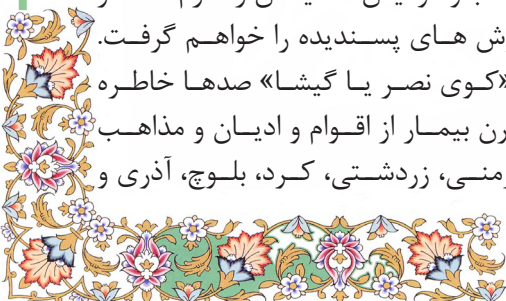 ش های پسندیده را خواهم گرفت.
«کوی نصر یا گیشا» صدها خاطره
رن بیمار از اقوام و ادیان و مذاهب
منی، زردشتی، کرد، بلوچ، آذری و